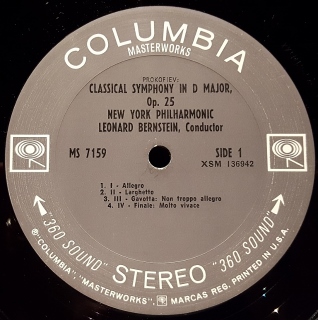 COLUMBIA
MASTERWORKS
PROKOFIEV:
CLASSICAL SYMPHONY IN D MAJOR,
Op. 25
NEW YORK PHILHARMONIC
LEONARD BERNSTEIN, Conductor
MS 7159
SIDE 1
XSM 136942
1. I - Allegro
2. II - Larghetto
3. III - Gavotta: Non troppo allegro
4. IV - Finale: Molto vivace
"360 SOUND" STEREO "360 SOUND"
®"COLUMBIA", "MASTERWORKS", MARCAS REG. PRINTED IN U.S.A.